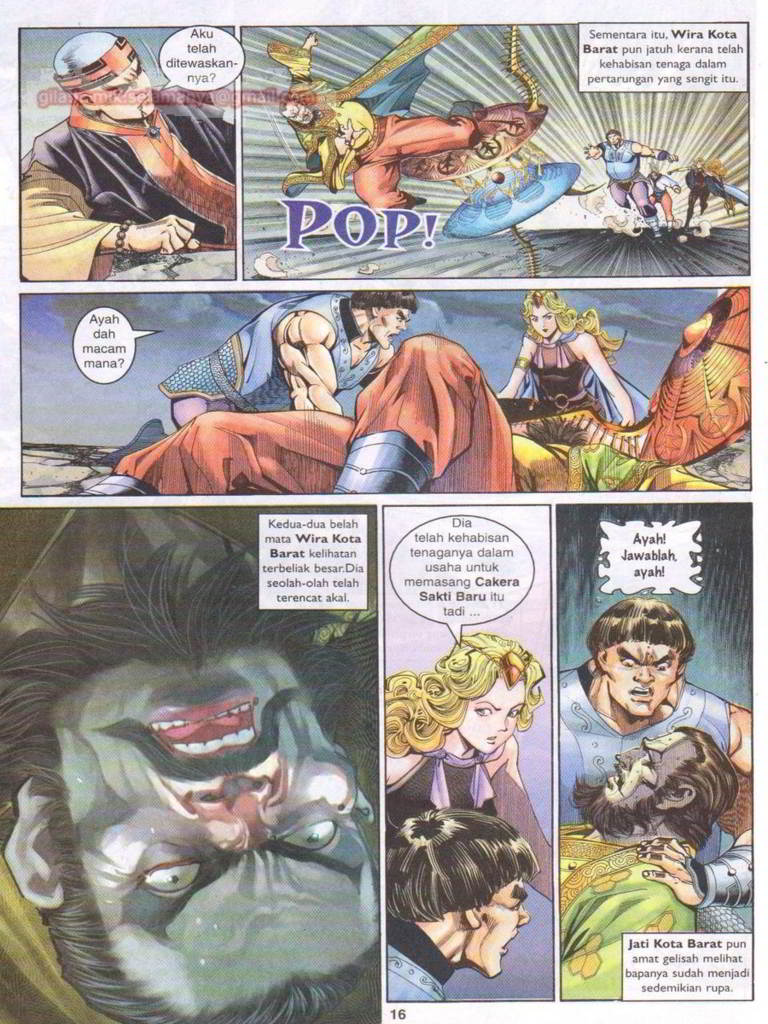 Aku
telah
ditewaskan-
nya?
Sementara itu, Wira Kota
Barat pun jatuh kerana telah
kehabisan tenaga dalam
pertarungan yang sengit itu.
POP!
Ayah
dah
macam
mana?
Kedua-dua belah
mata Wira Kota
Barat kelihatan
terbeliak besar.Dia
seolah-olah telah
terencat akal.
Dia
telah kehabisan
tenaganya dalam
usaha untuk
memasang Cakera
Sakti Baru itu
tadi ...
Ayah!
Jawablah,
ayah!
Jati Kota Barat pun
amat gelisah melihat
bapanya sudah menjadi
sedemikian rupa.
16